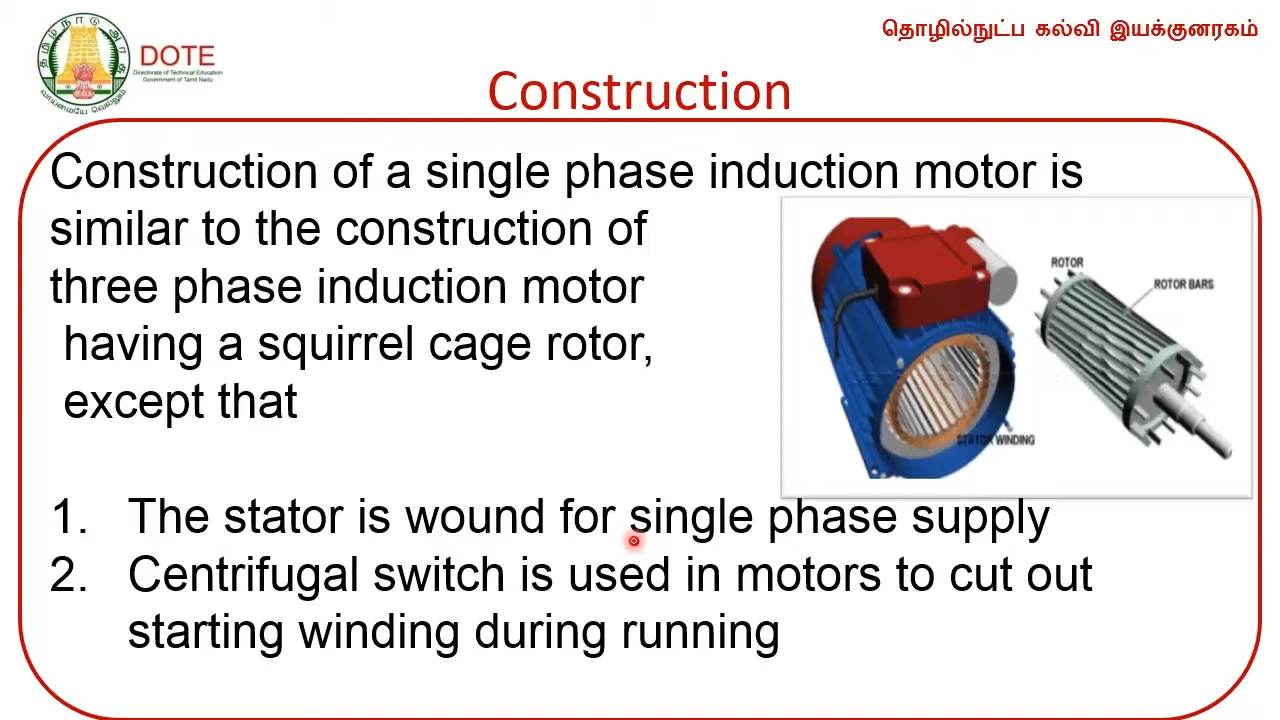 தொழில்நுட்ப கல்வி இயக்குனரகம்
தமிழ்நாடு அரசு
வாய்மையே வெல்லும்
DOTE
Directorate of Technical Education
Government of Tamil Nadu
Construction
Construction of a single phase induction motor is
similar to the construction of
three phase induction motor
having a squirrel cage rotor,
except that
ROTOR
ROTOR BARS
STATOR WINDING
1. The stator is wound for single phase supply
2. Centrifugal switch is used in motors to cut out
starting winding during running